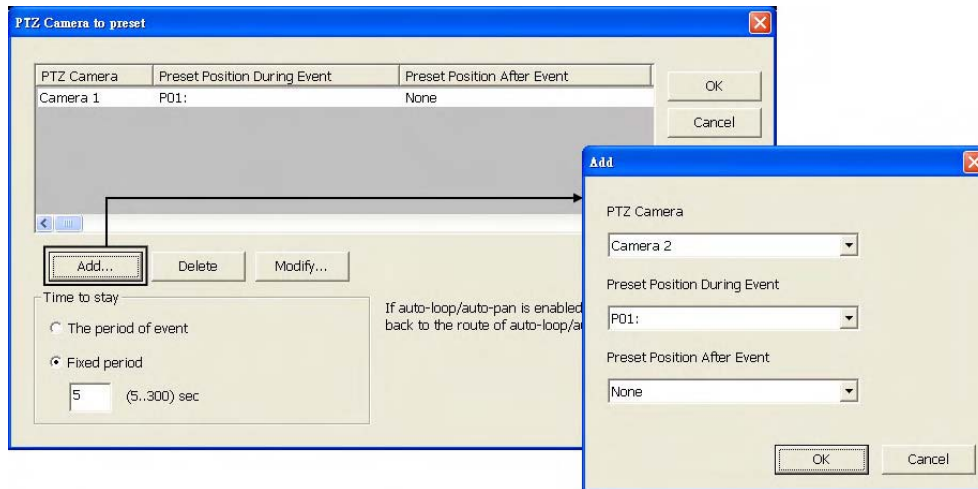 PTZ Camera to preset
PTZ Camera Preset Position During Event Preset Position After Event
Camera 1 P01: None
OK
Cancel
Add... Delete Modify...
Time to stay
The period of event
Fixed period
5 (5..300) sec
If auto-loop/auto-pan is enabled
back to the route of auto-loop/a
Add
PTZ Camera
Camera 2
Preset Position During Event
P01:
Preset Position After Event
None
OK Cancel